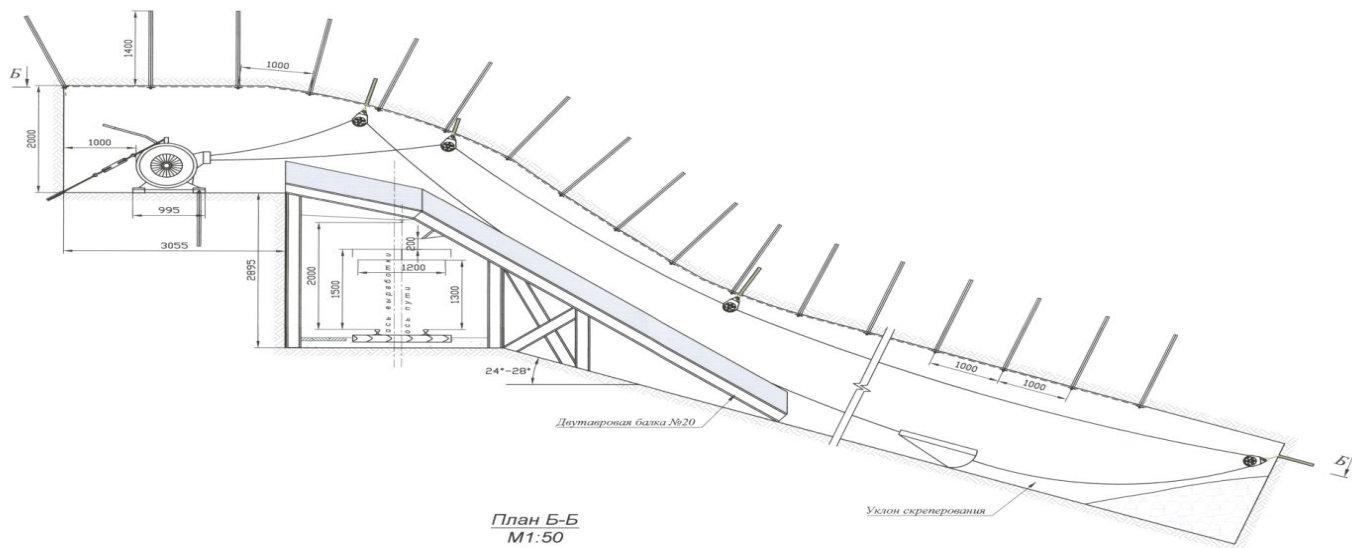 Б
1400
1000
2000
1000
995
3055
2895
2000
1500
200
1200
1300
ось выработки
ось пути
24°-28°
Двутавровая балка №20
1000
1000
Уклон скреперования
Б
План Б-Б
М1:50